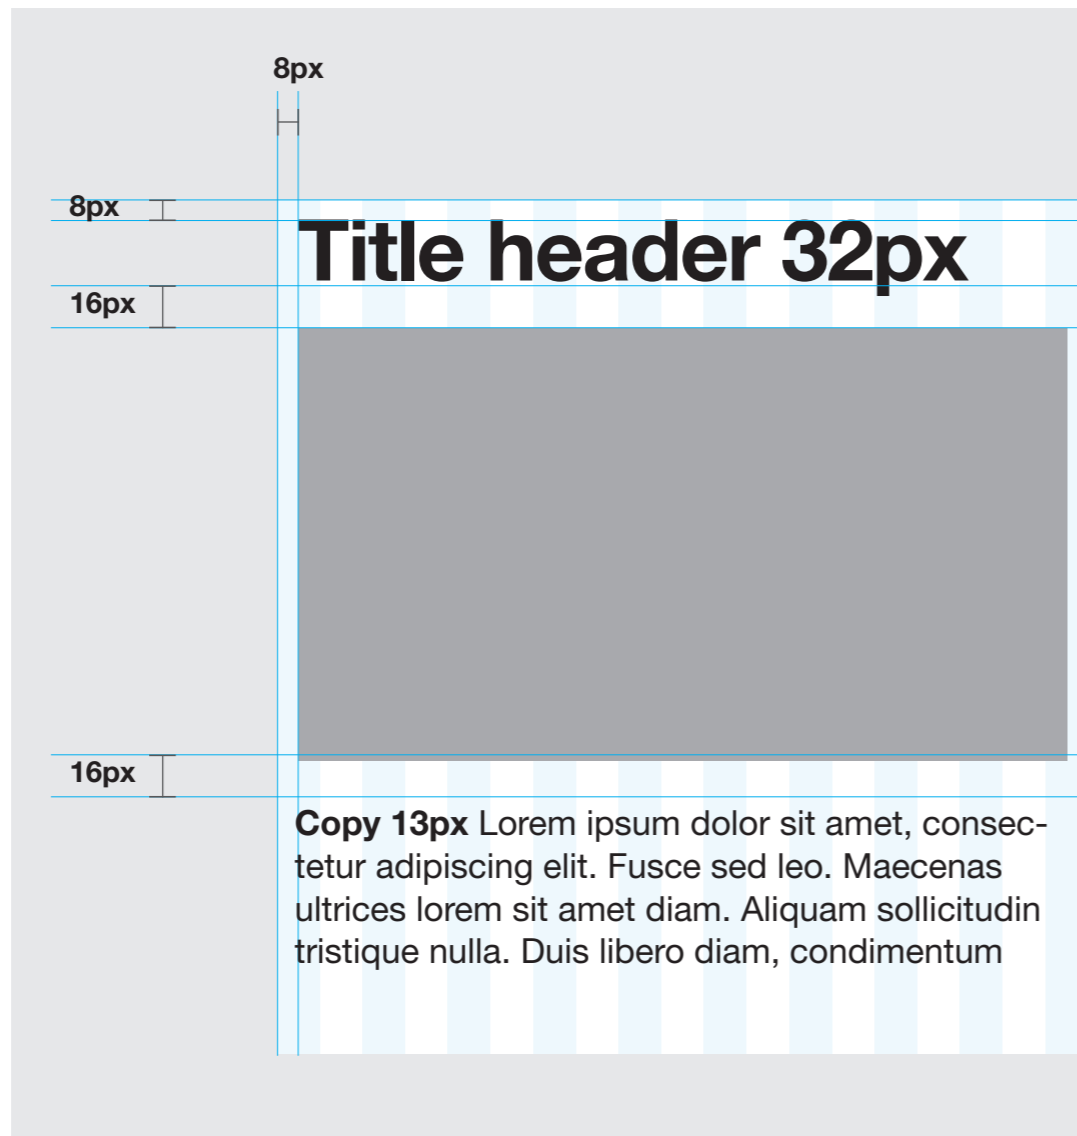 8px
8px
Title header 32px
16px
16px
Copy 13px Lorem ipsum dolor sit amet, consec-
tetur adipiscing elit. Fusce sed leo. Maecenas
ultrices lorem sit amet diam. Aliquam sollicitudin
tristique nulla. Duis libero diam, condimentum